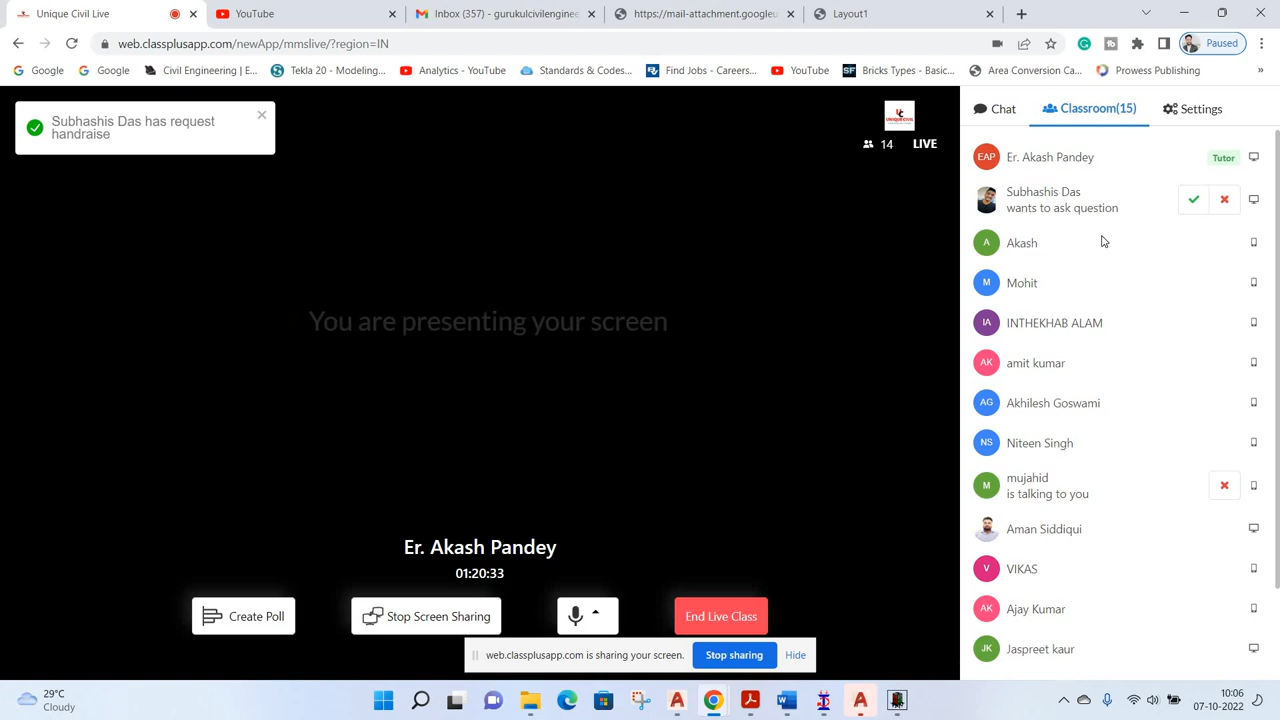 Unique Civil Live
YouTube
Inbox (357) - gurukulcivilenginee
https://mail-attachment.googleu
Layout1
web.classplusapp.com/newApp/mmslive/?region=IN
Paused
Google
Google
Civil Engineering | E...
Tekla 20 - Modeling...
Analytics - YouTube
Standards & Codes...
Find Jobs - Careers...
YouTube
SF
Bricks Types - Basic...
Area Conversion Ca...
Prowess Publishing
»
Subhashis Das has request
handraise
UNIQUE CIVIL
14 LIVE
You are presenting your screen
Er. Akash Pandey
01:20:33
Create Poll
Stop Screen Sharing
End Live Class
web.classplusapp.com is sharing your screen.
Stop sharing
Hide
Chat
Classroom(15)
Settings
EAP Er. Akash Pandey Tutor
Subhashis Das
wants to ask question
A Akash
M Mohit
IA INTHEKHAB ALAM
AK amit kumar
AG Akhilesh Goswami
NS Niteen Singh
M mujahid
is talking to you
Aman Siddiqui
V VIKAS
AK Ajay Kumar
JK Jaspreet kaur
29°C
Cloudy
10:06
07-10-2022